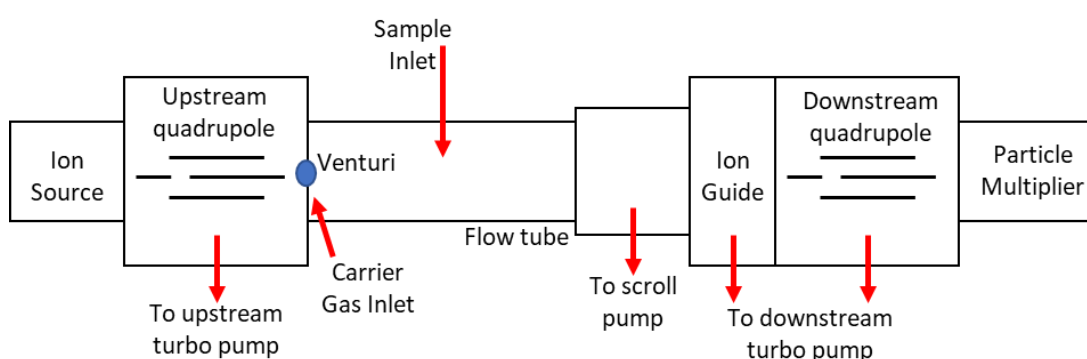 Sample
Inlet
Upstream
quadrupole
Downstream
quadrupole
Ion
Source
Venturi
Ion
Guide
Particle
Multiplier
Flow tube
Carrier
Gas Inlet
To upstream
turbo pump
To scroll
pump
To downstream
turbo pump